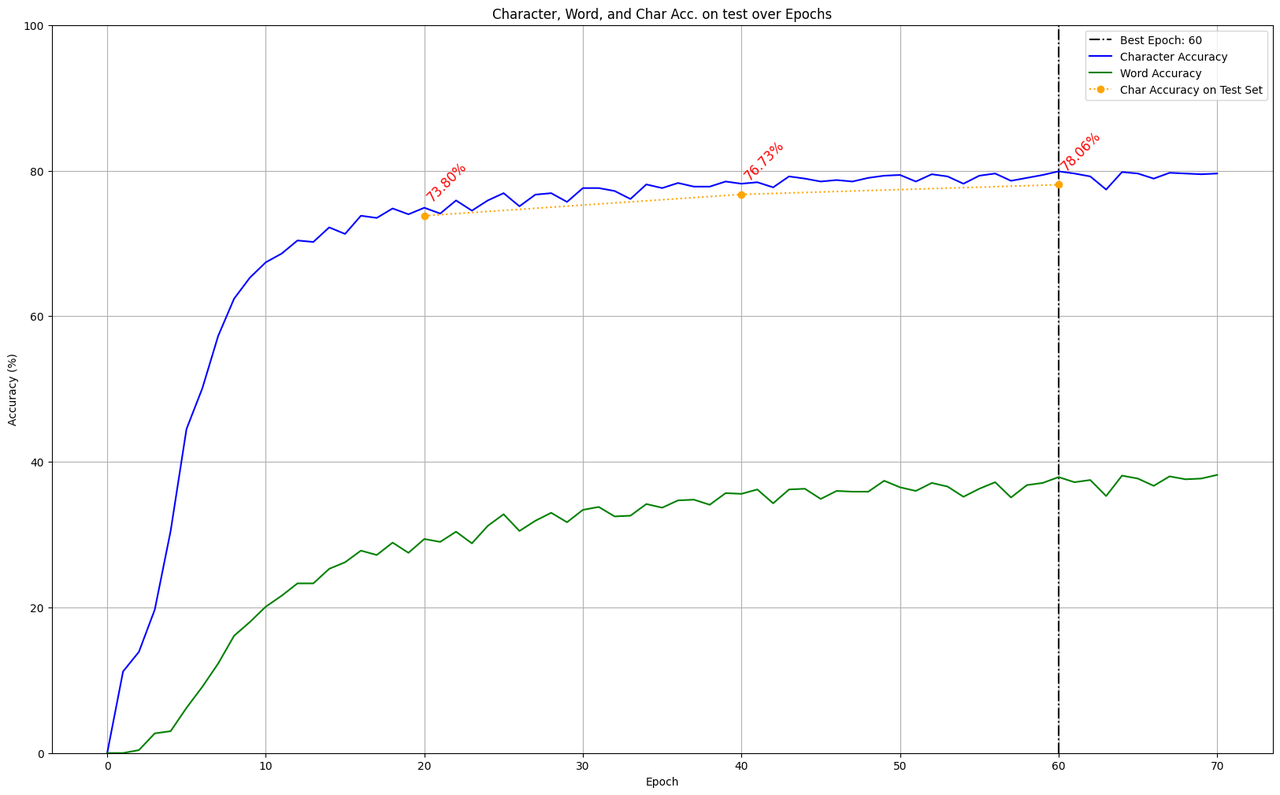 Character, Word, and Char Acc. on test over Epochs
100
80
60
40
20
0
Accuracy (%)
Best Epoch: 60
Character Accuracy
Word Accuracy
Char Accuracy on Test Set
73.80%
76.73%
78.06%
0 10 20 30 40 50 60 70
Epoch